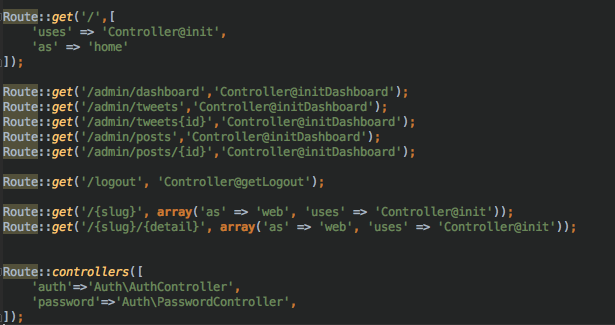 Route::get('/',[
    'uses' => 'Controller@init',
    'as' => 'home'
]);
Route::get('/admin/dashboard','Controller@initDashboard');
Route::get('/admin/tweets','Controller@initDashboard');
Route::get('/admin/tweets{id}','Controller@initDashboard');
Route::get('/admin/posts','Controller@initDashboard');
Route::get('/admin/posts/{id}','Controller@initDashboard');
Route::get('/logout', 'Controller@getLogout');
Route::get('/{slug}', array('as' => 'web', 'uses' => 'Controller@init'));
Route::get('/{slug}/{detail}', array('as' => 'web', 'uses' => 'Controller@init'));
Route::controllers([
    'auth'=>'Auth\AuthController',
    'password'=>'Auth\PasswordController',
]);